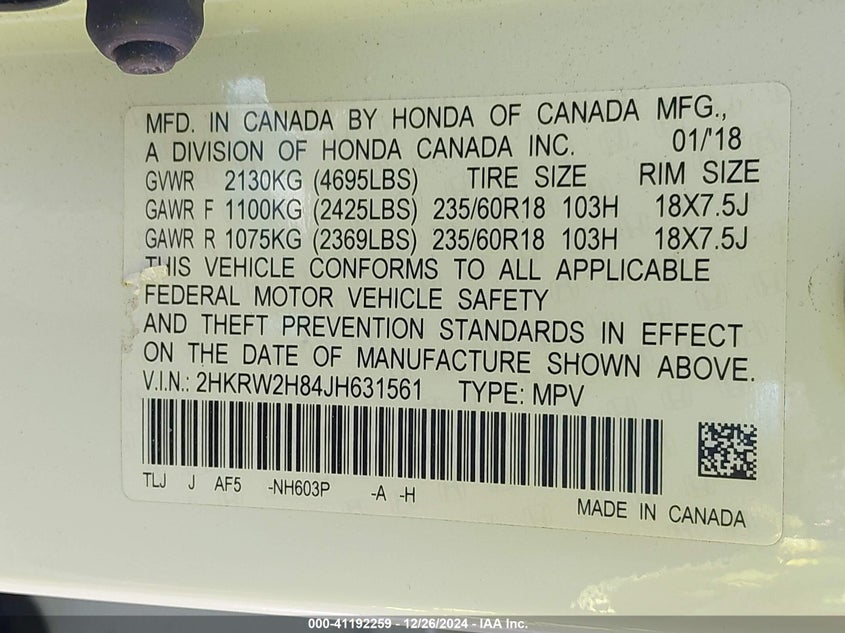 MFD. IN CANADA BY HONDA OF CANADA MFG.,
A DIVISION OF HONDA CANADA INC. 01/'18
GVWR 2130KG (4695LBS) TIRE SIZE RIM SIZE
GAWR F 1100KG (2425LBS) 235/60R18 103H 18X7.5J
GAWR R 1075KG (2369LBS) 235/60R18 103H 18X7.5J
THIS VEHICLE CONFORMS TO ALL APPLICABLE
FEDERAL MOTOR VEHICLE SAFETY
AND THEFT PREVENTION STANDARDS IN EFFECT
ON THE DATE OF MANUFACTURE SHOWN ABOVE.
V.I.N.: 2HKRW2H84JH631561 TYPE: MPV
TLJ J AF5 -NH603P -A -H
MADE IN CANADA
000-41192259 - 12/26/2024 - IAA Inc.